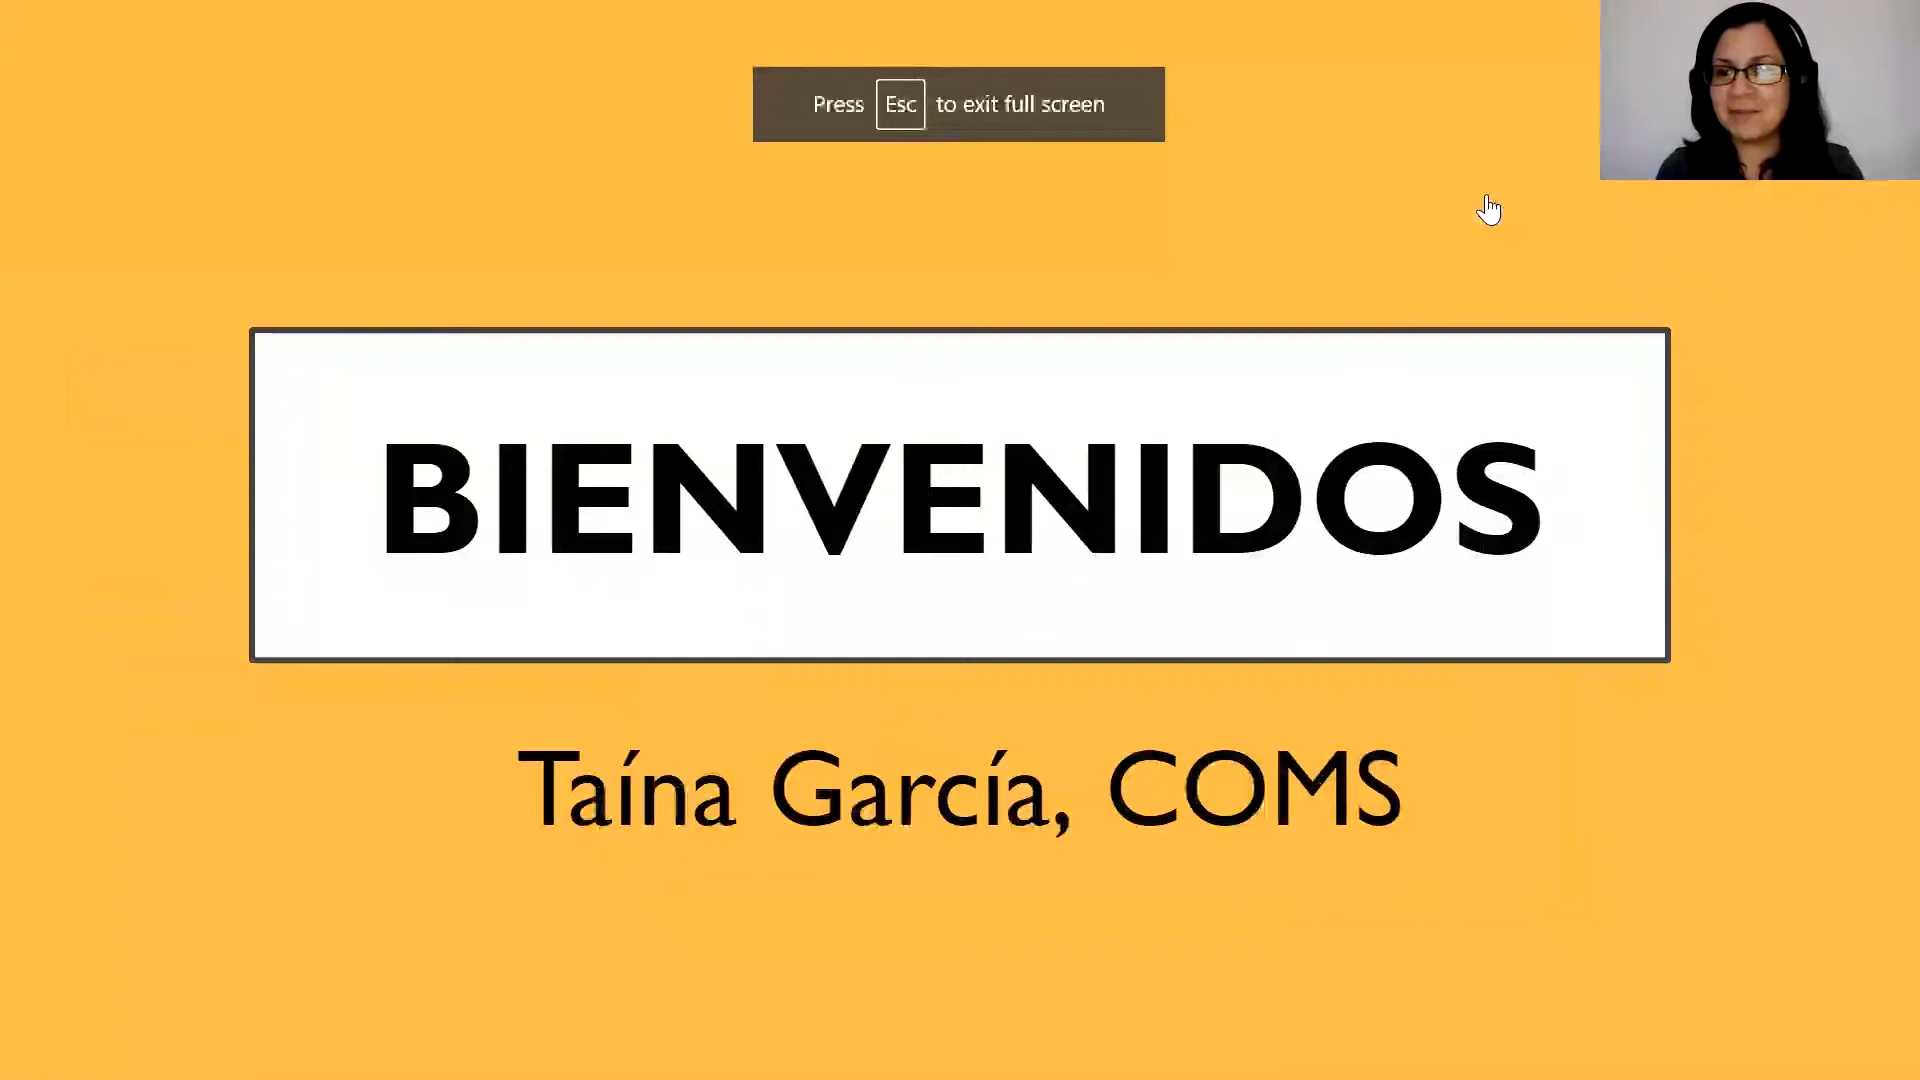 Press Esc to exit full screen
BIENVENIDOS
Taína García, COMS